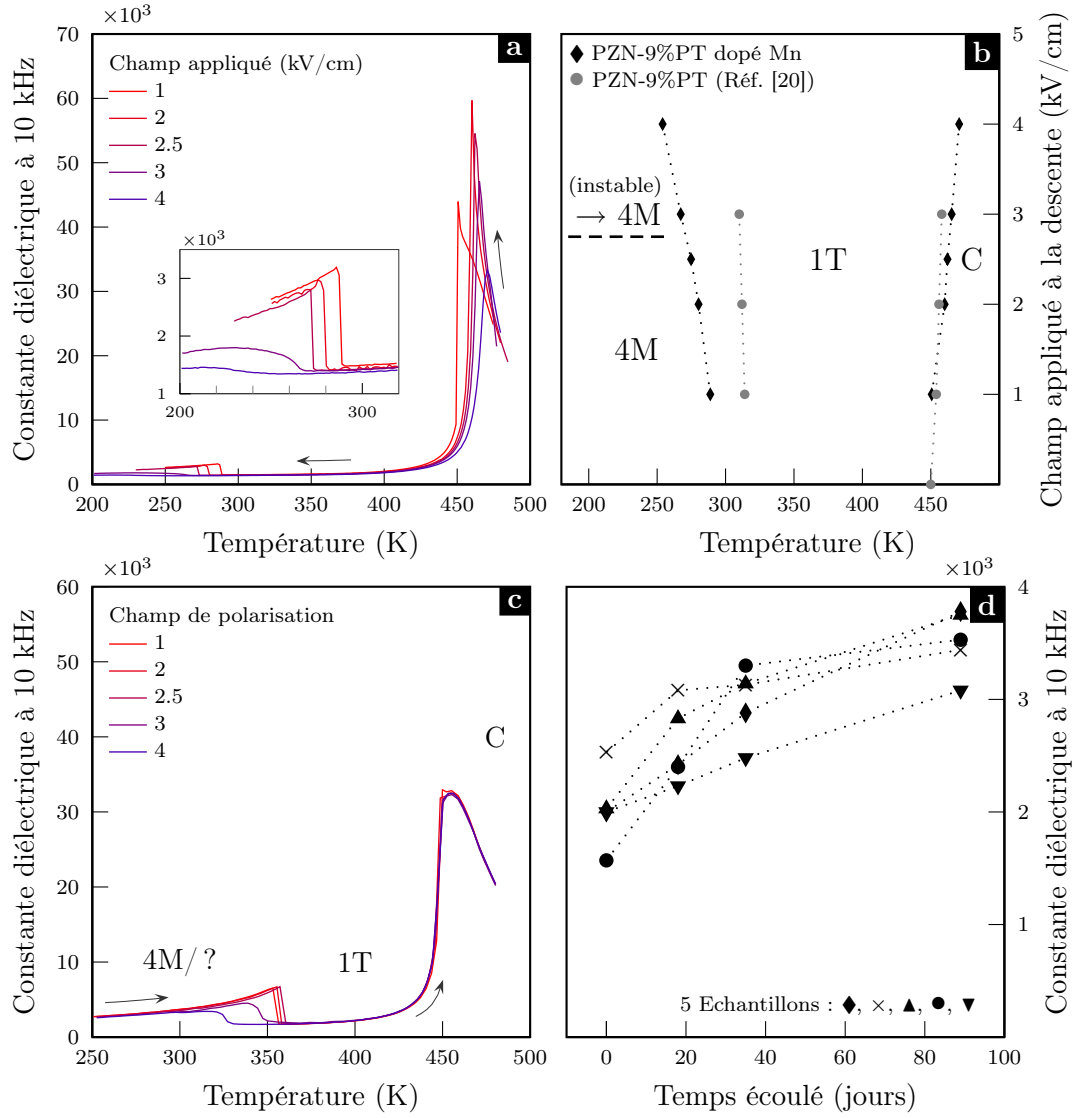 ×10³
70
60
50
40
30
20
10
0
Constante diélectrique à 10 kHz
a
Champ appliqué (kV/cm)
1
2
2.5
3
4
×10³
3
2
1
200
300
200
250
300
350
400
450
500
Température (K)
b
PZN-9%PT dopé Mn
PZN-9%PT (Réf. [20])
(instable)
→ 4M
4M
1T
C
5
4
3
2
1
0
Champ appliqué à la descente (kV/cm)
200
250
300
350
400
450
Température (K)
×10³
60
50
40
30
20
10
0
Constante diélectrique à 10 kHz
c
Champ de polarisation
1
2
2.5
3
4
C
4M/ ?
1T
250
300
350
400
450
500
Température (K)
×10³
d
4
3
2
1
Constante diélectrique à 10 kHz
5 Echantillons : ♦, ×, ▲, ●, ▼
0
20
40
60
80
100
Temps écoulé (jours)